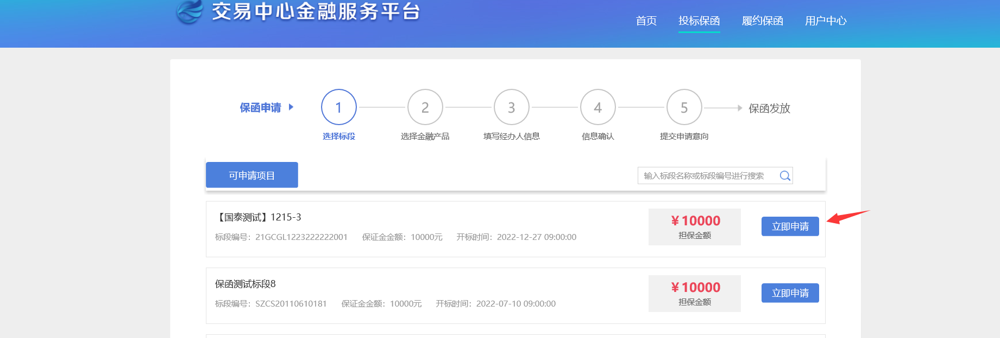 交易中心金融服务平台
首页 投标保函 履约保函 用户中心
保函申请 1 2 3 4 5 保函发放
选择标段 选择金融产品 填写经办人信息 信息确认 提交申请意向
可申请项目 输入标段名称或标段编号进行搜索
【国泰测试】1215-3
标段编号：21GCGL1223222222001 保证金金额：10000元 开标时间：2022-12-27 09:00:00
¥10000
担保金额
立即申请
保函测试标段8
标段编号：SZCS20110610181 保证金金额：10000元 开标时间：2022-07-10 09:00:00
¥10000
担保金额
立即申请